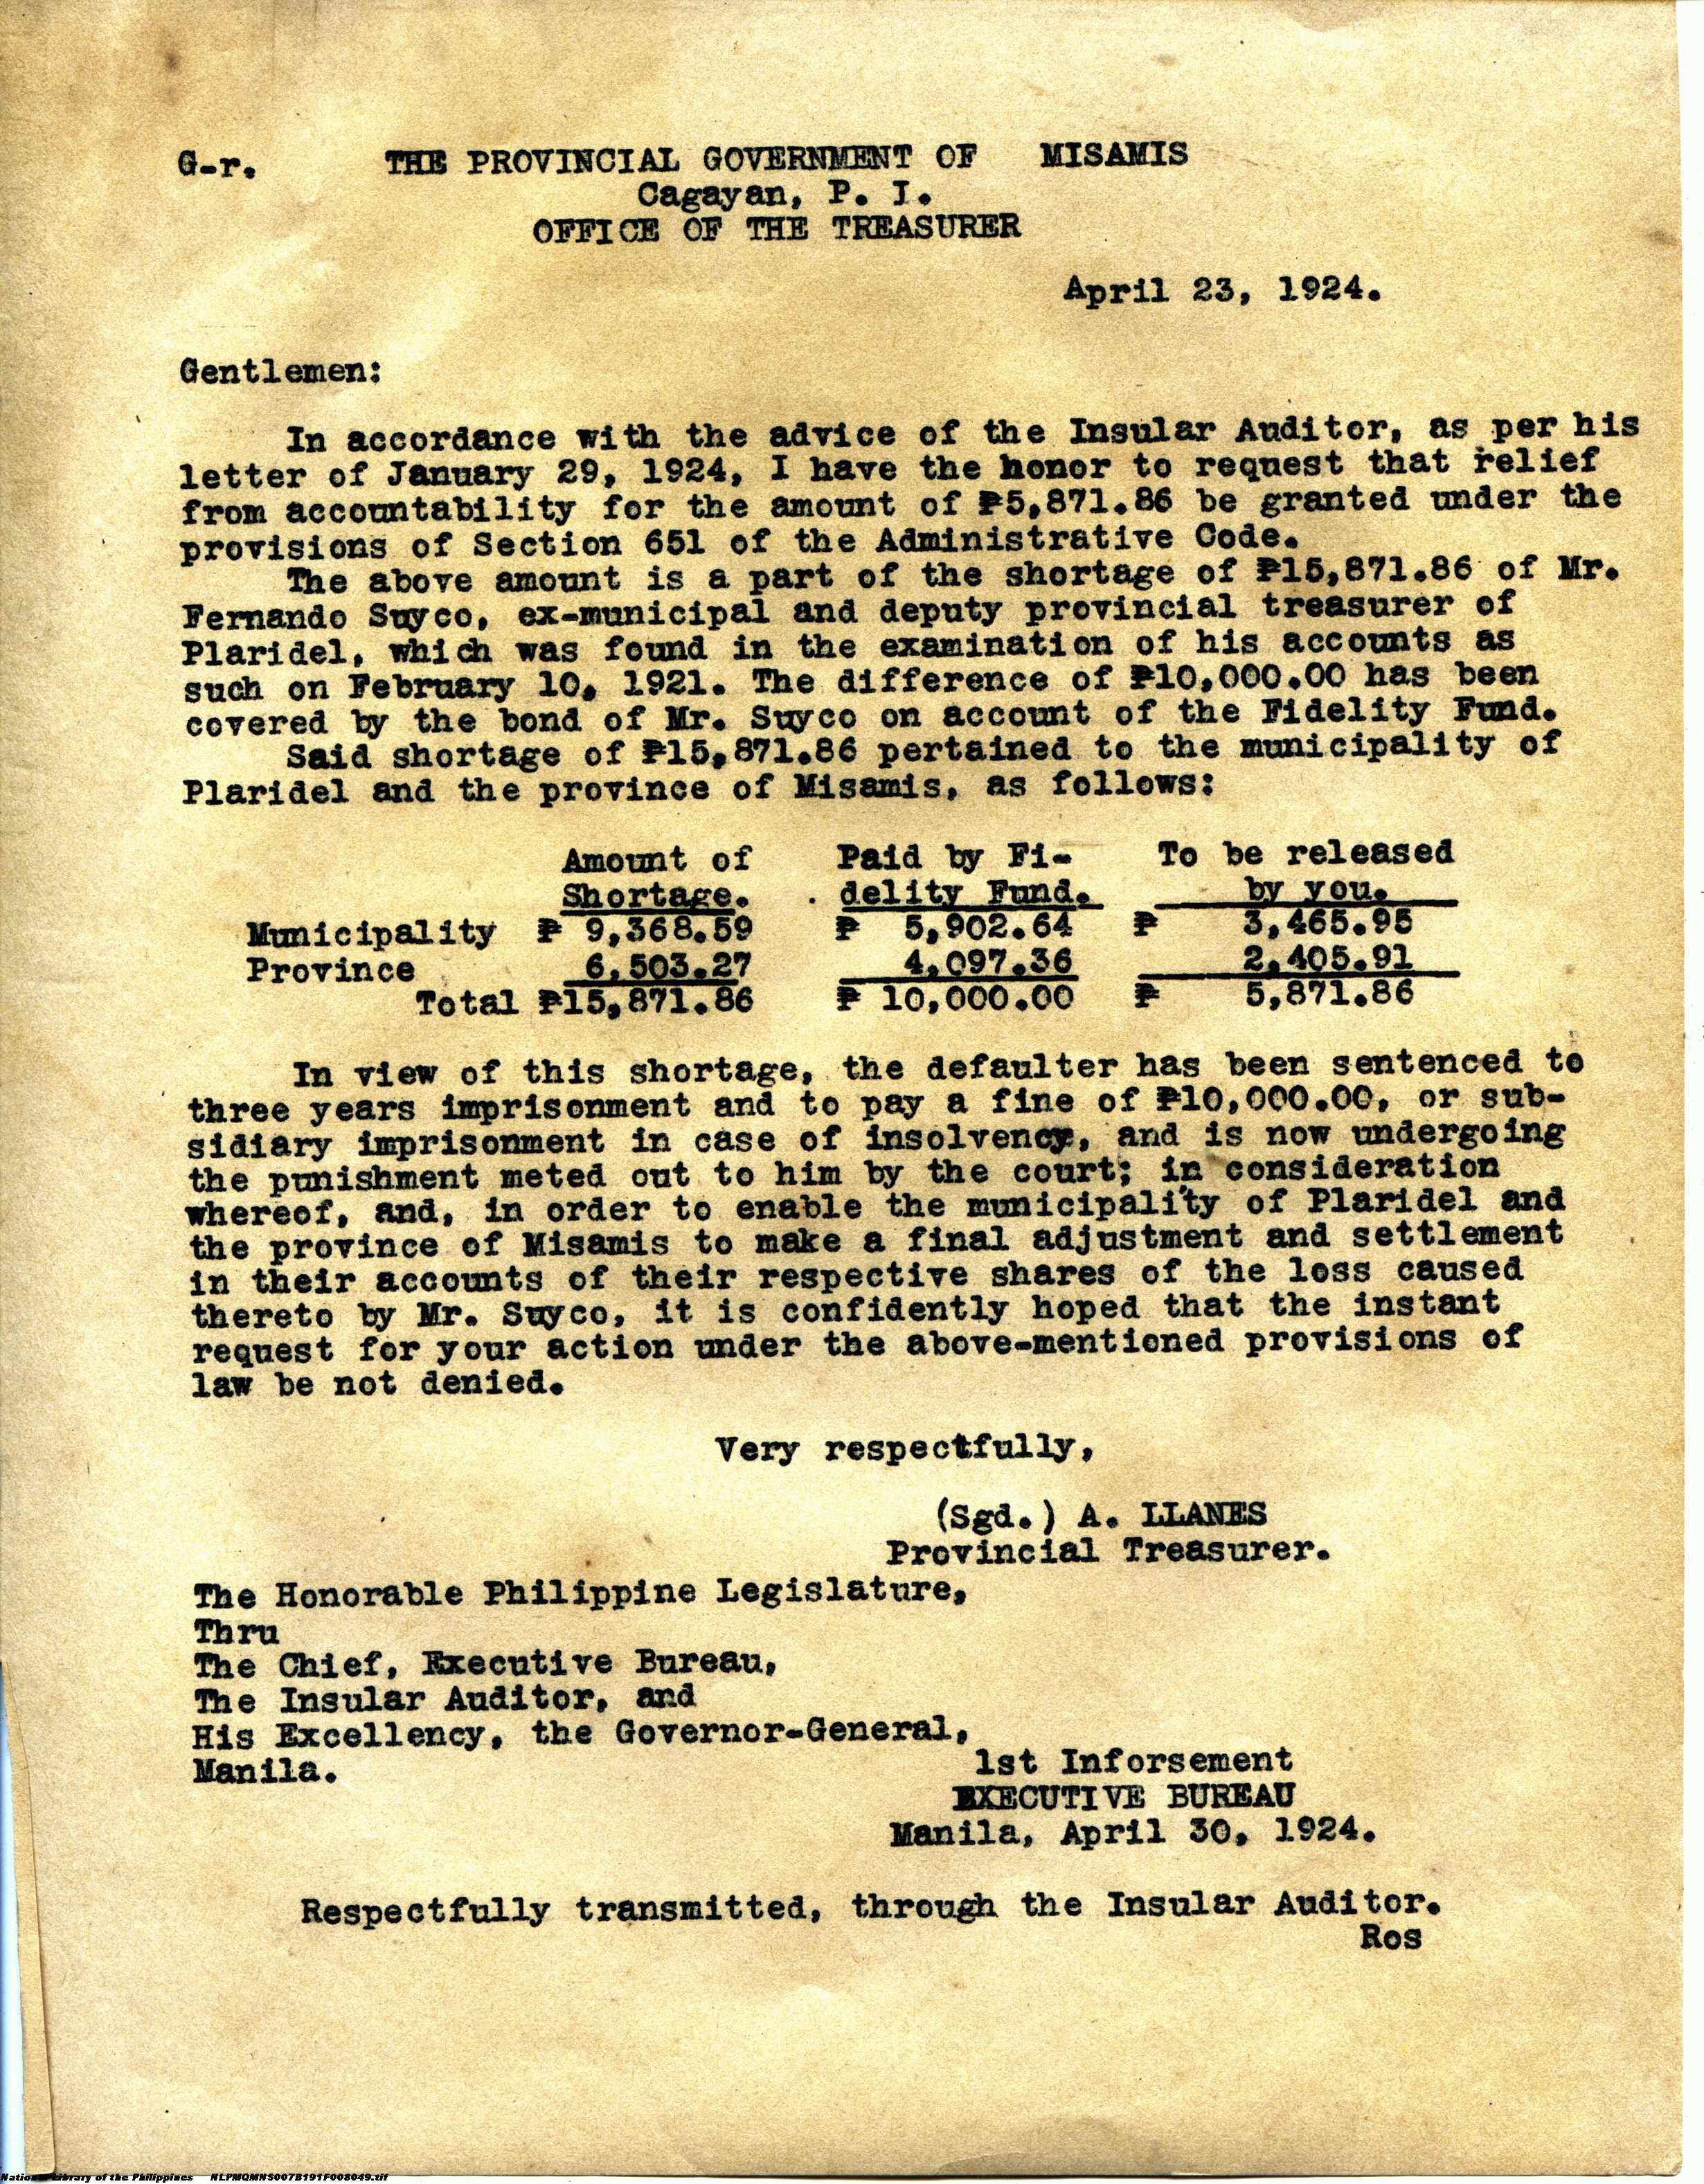 G-r. THE PROVINCIAL GOVERNMENT OF MISAMIS
Cagayan, P. I.
OFFICE OF THE TREASURER
April 23, 1924.
Gentlemen:
In accordance with the advice of the Insular Auditor, as per his
letter of January 29, 1924, I have the honor to request that relief
from accountability for the amount of ₱5,871.86 be granted under the
provisions of Section 651 of the Administrative Code.
The above amount is a part of the shortage of ₱15,871.86 of Mr.
Fernando Suyco, ex-municipal and deputy provincial treasurer of
Plaridel, which was found in the examination of his accounts as
such on February 10, 1921. The difference of ₱10,000.00 has been
covered by the bond of Mr. Suyco on account of the Fidelity Fund.
Said shortage of ₱15,871.86 pertained to the municipality of
Plaridel and the province of Misamis, as follows:
Amount of Paid by Fi- To be released
Shortage. delity Fund. by you.
Municipality ₱ 9,368.59 ₱ 5,902.64 ₱ 3,465.95
Province 6,503.27 4,097.36 2,405.91
Total ₱15,871.86 ₱ 10,000.00 ₱ 5,871.86
In view of this shortage, the defaulter has been sentenced to
three years imprisonment and to pay a fine of ₱10,000.00, or sub-
sidiary imprisonment in case of insolvency, and is now undergoing
the punishment meted out to him by the court; in consideration
whereof, and, in order to enable the municipality of Plaridel and
the province of Misamis to make a final adjustment and settlement
in their accounts of their respective shares of the loss caused
thereto by Mr. Suyco, it is confidently hoped that the instant
request for your action under the above-mentioned provisions of
law be not denied.
Very respectfully,
(Sgd.) A. LLANES
Provincial Treasurer.
The Honorable Philippine Legislature,
Thru
The Chief, Executive Bureau,
The Insular Auditor, and
His Excellency, the Governor-General,
Manila.
1st Inforsement
EXECUTIVE BUREAU
Manila, April 30, 1924.
Respectfully transmitted, through the Insular Auditor.
Ros
National Library of the Philippines NLPMQMNS007B191F008049.tif